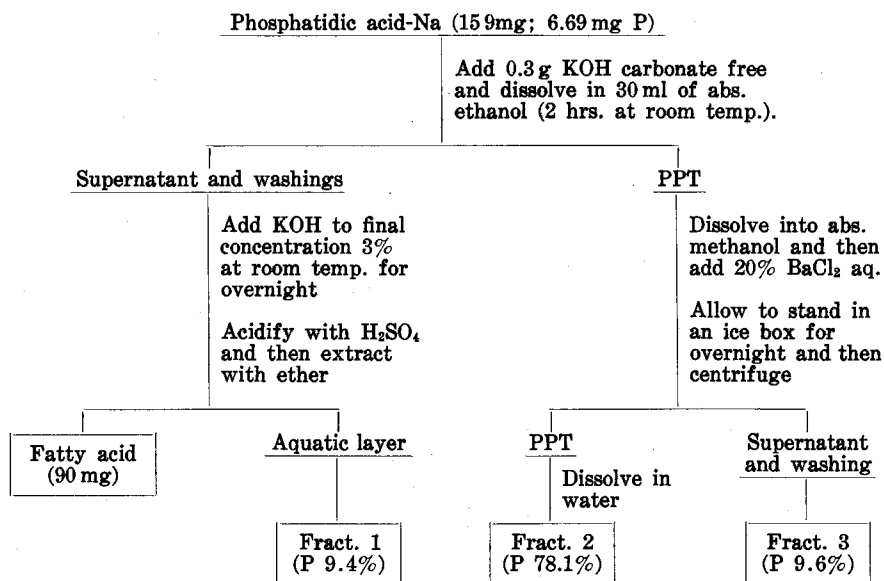 Phosphatidic acid-Na (159mg; 6.69 mg P)
Add 0.3 g KOH carbonate free
and dissolve in 30 ml of abs.
ethanol (2 hrs. at room temp.).
Supernatant and washings
Add KOH to final
concentration 3%
at room temp. for
overnight
Acidify with H₂SO₄
and then extract
with ether
PPT
Dissolve into abs.
methanol and then
add 20% BaCl₂ aq.
Allow to stand in
an ice box for
overnight and then
centrifuge
Fatty acid
(90 mg)
Aquatic layer
PPT
Dissolve in
water
Supernatant
and washing
Fract. 1
(P 9.4%)
Fract. 2
(P 78.1%)
Fract. 3
(P 9.6%)